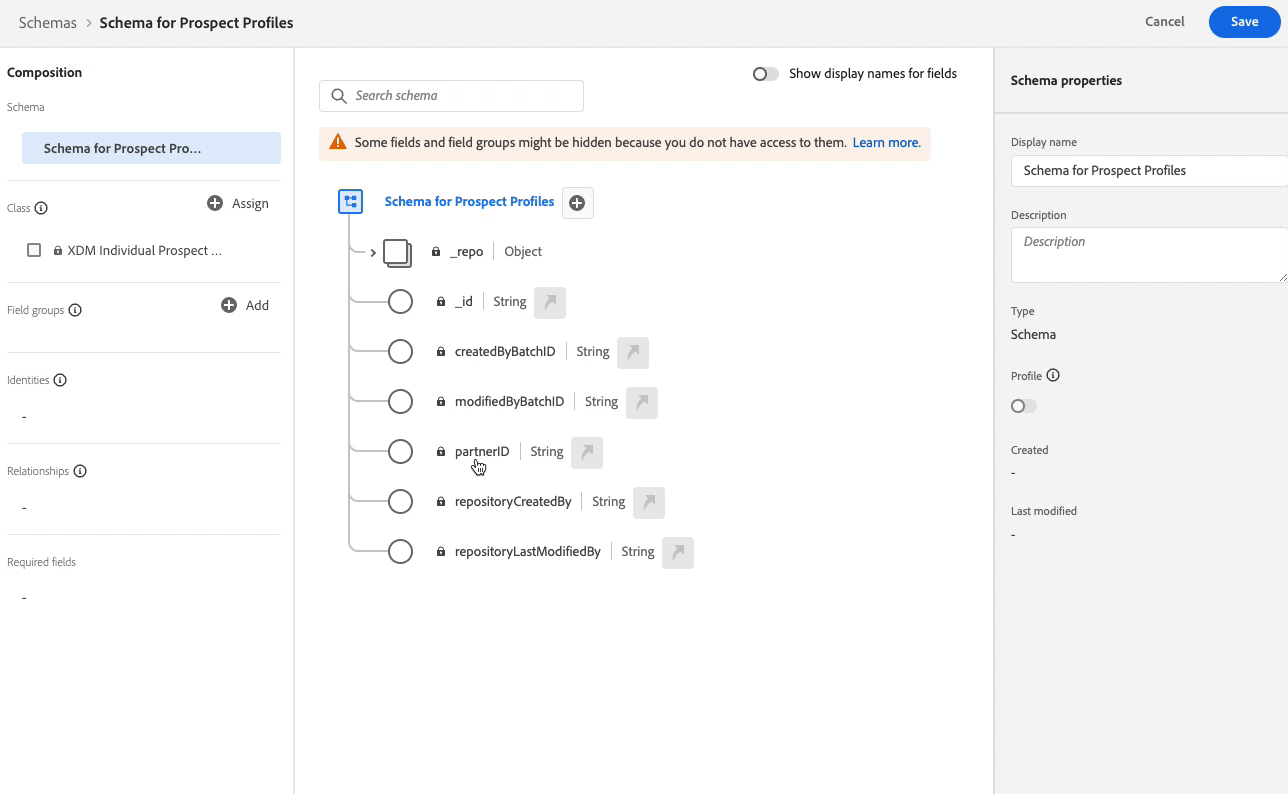 Schemas > Schema for Prospect Profiles
Cancel
Save
Composition
Schema
Schema for Prospect Pro...
Class
Assign
XDM Individual Prospect ...
Field groups
Add
Identities
-
Relationships
-
Required fields
-
Show display names for fields
Search schema
Some fields and field groups might be hidden because you do not have access to them. Learn more.
Schema for Prospect Profiles
_repo | Object
_id | String
createdByBatchID | String
modifiedByBatchID | String
partnerID | String
repositoryCreatedBy | String
repositoryLastModifiedBy | String
Schema properties
Display name
Schema for Prospect Profiles
Description
Description
Type
Schema
Profile
Created
-
Last modified
-